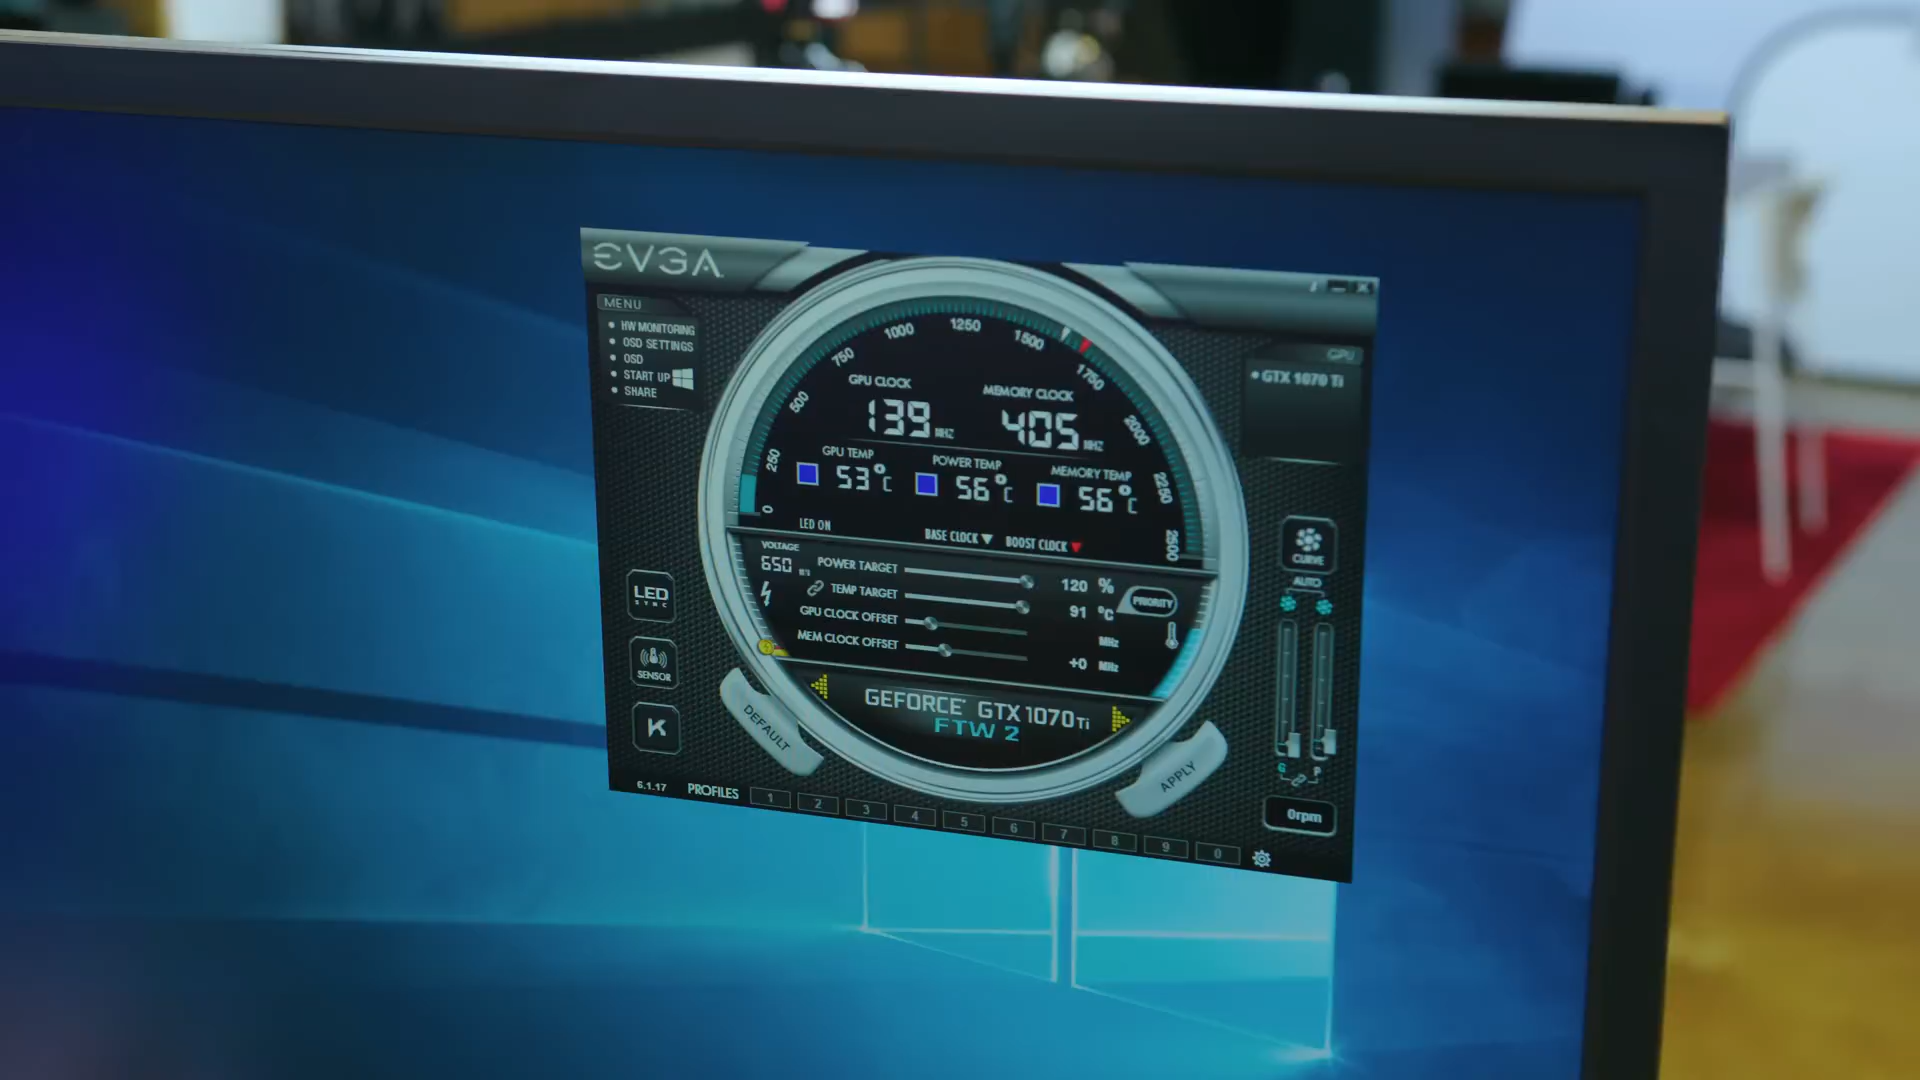 EVGA
MENU
HW MONITORING
OSD SETTINGS
OSD
START UP
SHARE
GPU
GTX 1070 Ti
0 250 500 750 1000 1250 1500 1750 2000 2250 2500
GPU CLOCK MEMORY CLOCK
139 MHZ 405 MHZ
GPU TEMP POWER TEMP MEMORY TEMP
53°C 56°C 56°C
LED ON BASE CLOCK BOOST CLOCK
VOLTAGE
650
POWER TARGET 120 %
TEMP TARGET 91 °C
PRIORITY
GPU CLOCK OFFSET MHz
MEM CLOCK OFFSET +0 MHz
GEFORCE GTX 1070 Ti
FTW 2
LED
SYNC
SENSOR
K
DEFAULT
APPLY
CURVE
AUTO
G P
0rpm
6.1.17 PROFILES 1 2 3 4 5 6 7 8 9 0